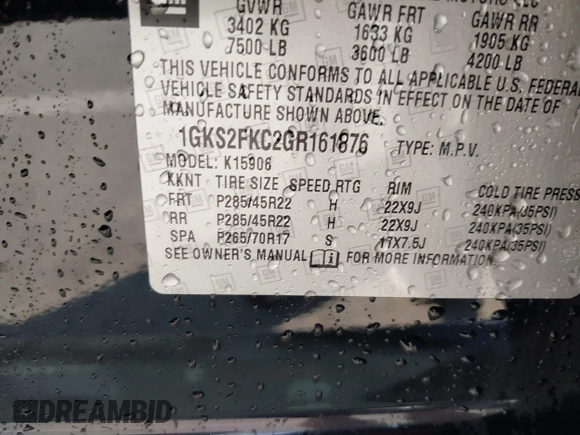 GVWR GAWR FRT GAWR RR
3402 KG 1633 KG 1905 KG
7500 LB 3600 LB 4200 LB
THIS VEHICLE CONFORMS TO ALL APPLICABLE U.S. FEDERAL
VEHICLE SAFETY STANDARDS IN EFFECT ON THE DATE OF
MANUFACTURE SHOWN ABOVE.
1GKS2FKC2GR161876 TYPE: M.P.V.
MODEL: K15906
KKNT TIRE SIZE SPEED RTG RIM COLD TIRE PRESSURE
FRT P285/45R22 H 22X9J 240KPA(35PSI)
RR P285/45R22 H 22X9J 240KPA(35PSI)
SPA P265/70R17 S 17X7.5J 240KPA(35PSI)
SEE OWNER'S MANUAL FOR MORE INFORMATION
DREAMBID